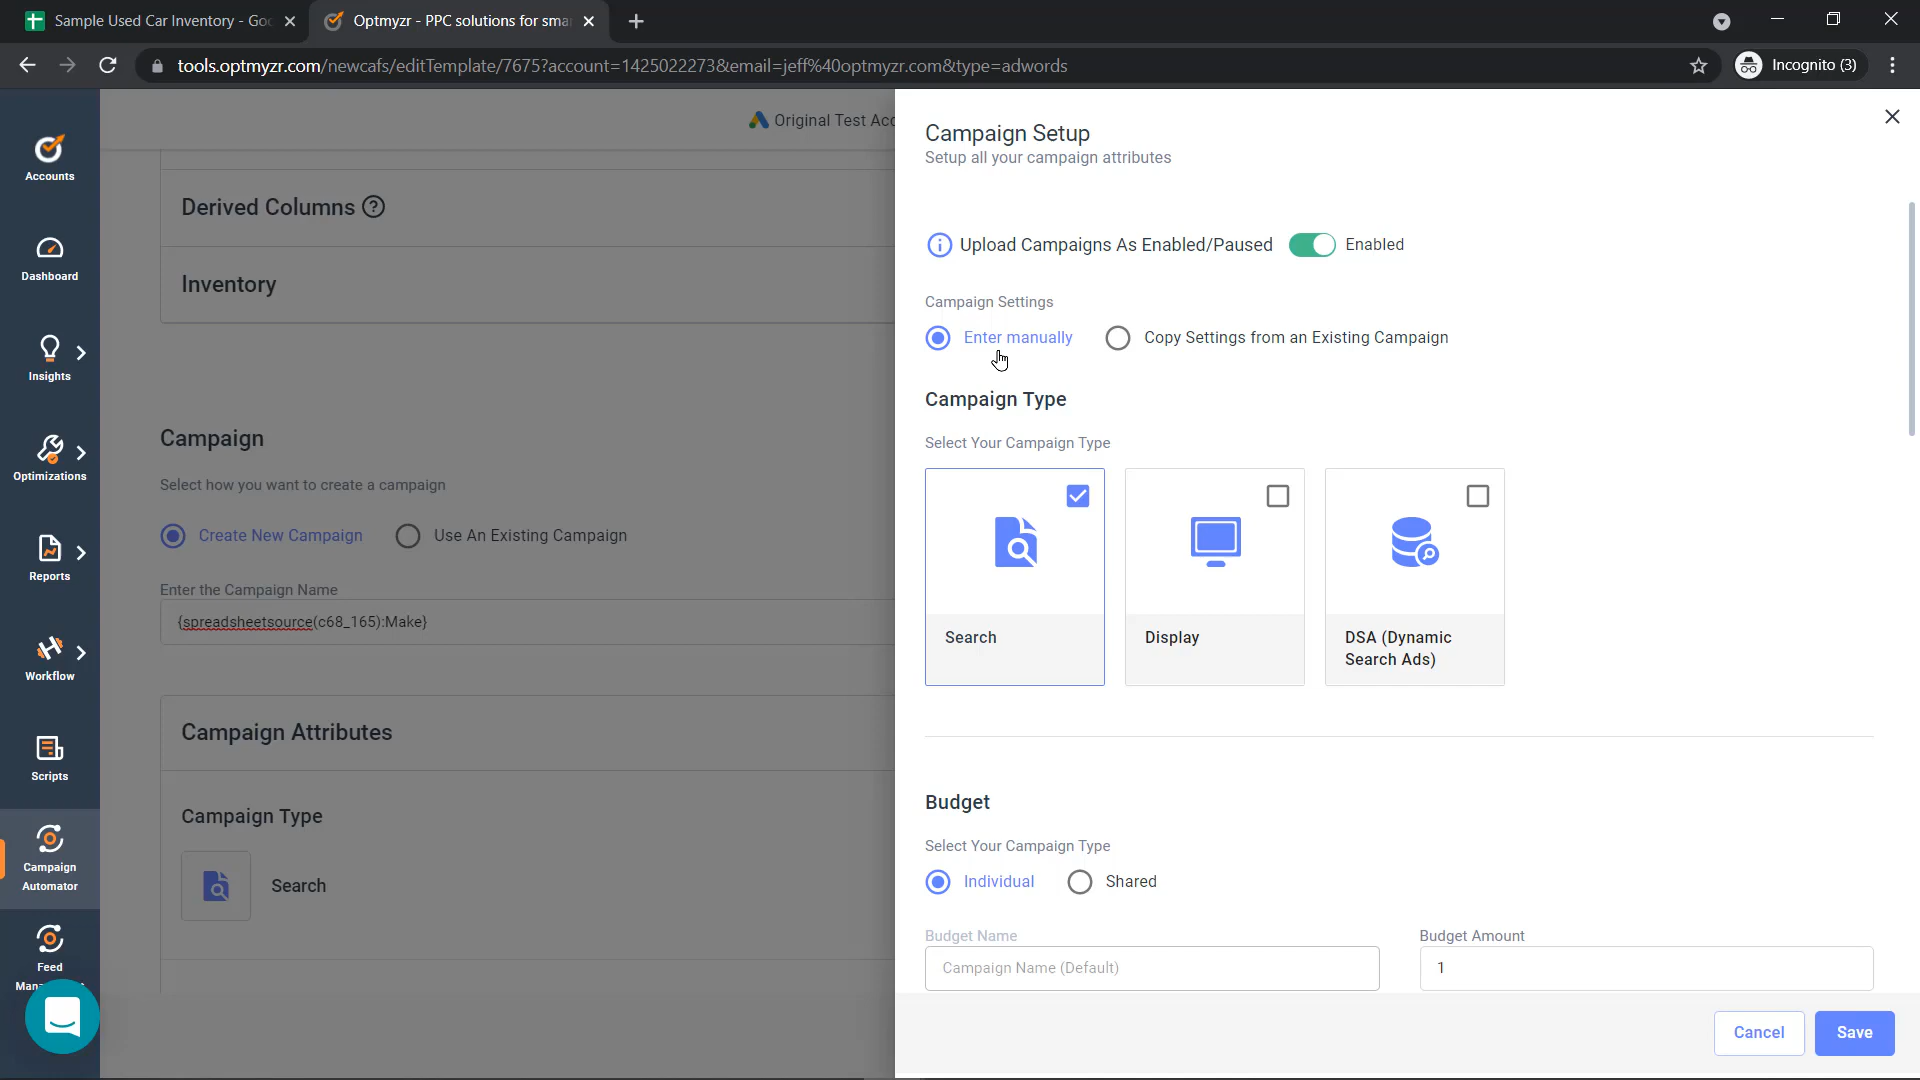 Sample Used Car Inventory - Goo
Optmyzr - PPC solutions for sma
tools.optmyzr.com/newcafs/editTemplate/7675?account=1425022273&email=jeff%40optmyzr.com&type=adwords
Incognito (3)
Accounts
Dashboard
Insights
Optimizations
Reports
Workflow
Scripts
Campaign
Automator
Feed
Original Test Acc
Derived Columns
Inventory
Campaign
Select how you want to create a campaign
Create New Campaign
Use An Existing Campaign
Enter the Campaign Name
{spreadsheetsource(c68_165):Make}
Campaign Attributes
Campaign Type
Search
Campaign Setup
Setup all your campaign attributes
Upload Campaigns As Enabled/Paused
Enabled
Campaign Settings
Enter manually
Copy Settings from an Existing Campaign
Campaign Type
Select Your Campaign Type
Search
Display
DSA (Dynamic
Search Ads)
Budget
Select Your Campaign Type
Individual
Shared
Budget Name
Budget Amount
Campaign Name (Default)
1
Cancel
Save